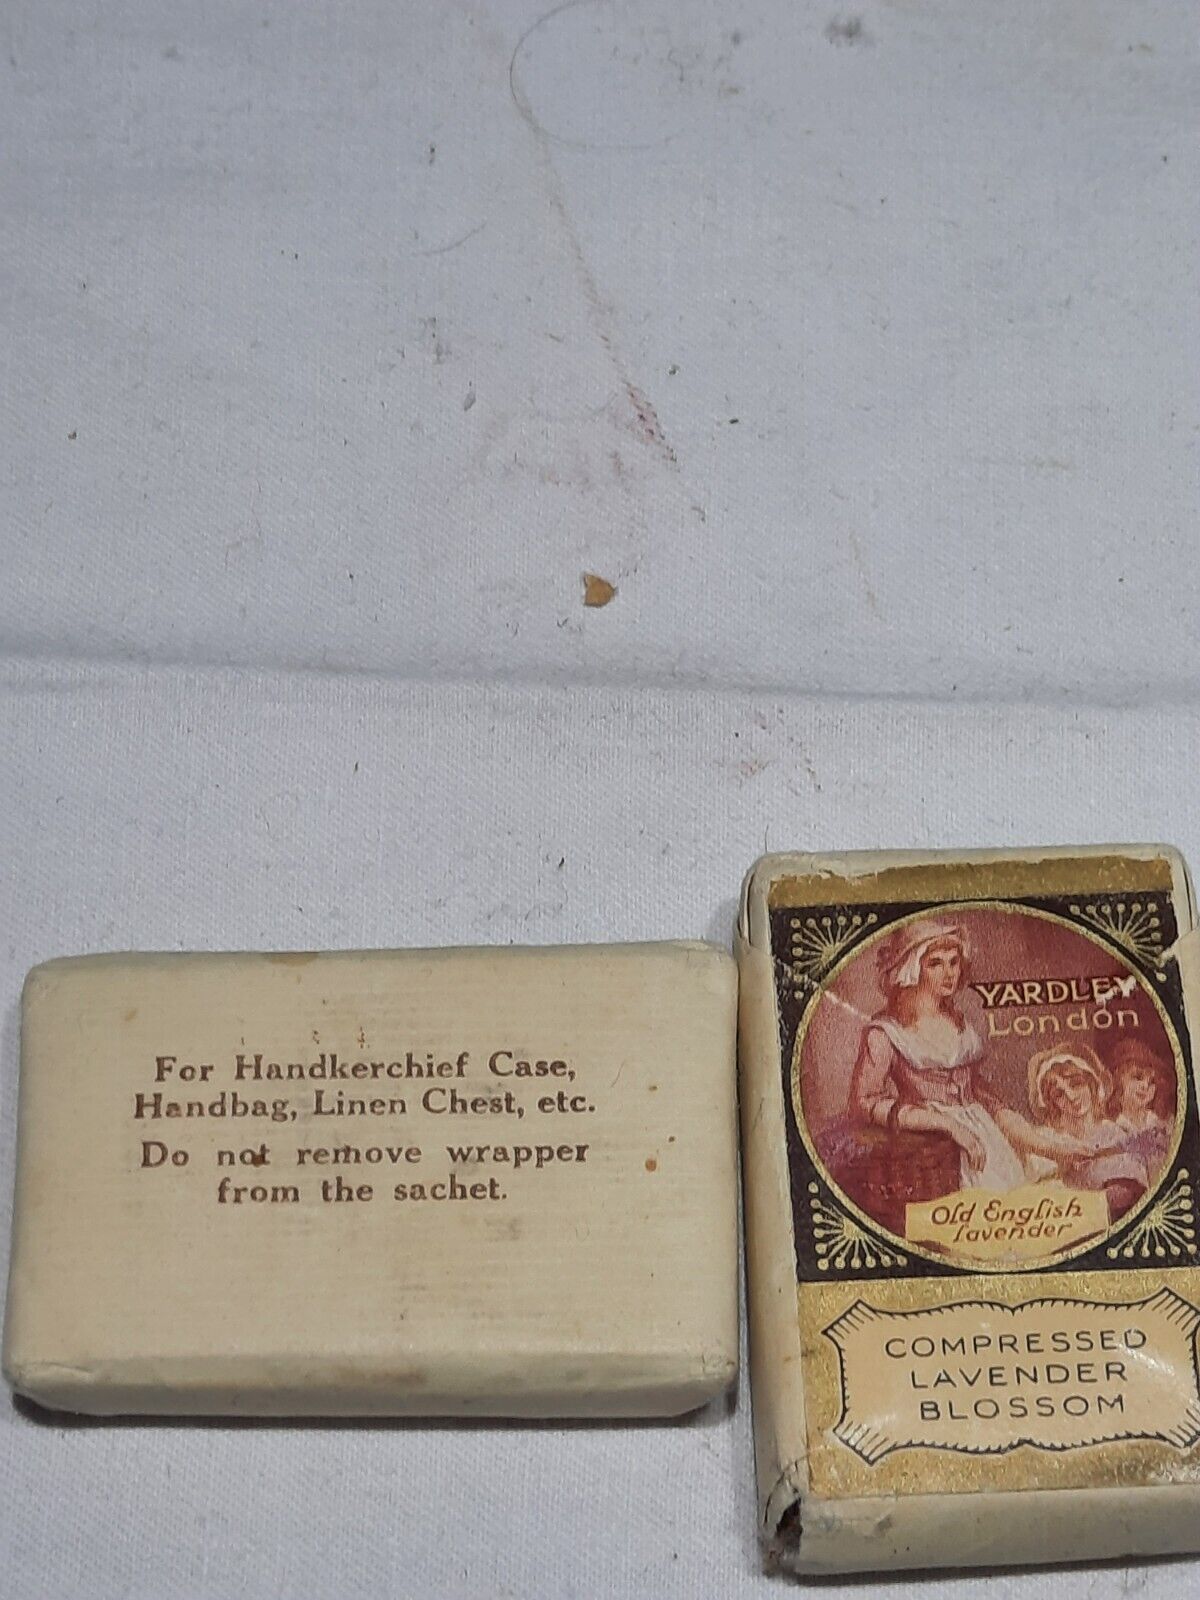 For Handkerchief Case,
Handbag, Linen Chest, etc.
Do not remove wrapper
from the sachet.
YARDLEY
London
Old English
lavender
COMPRESSED
LAVENDER
BLOSSOM